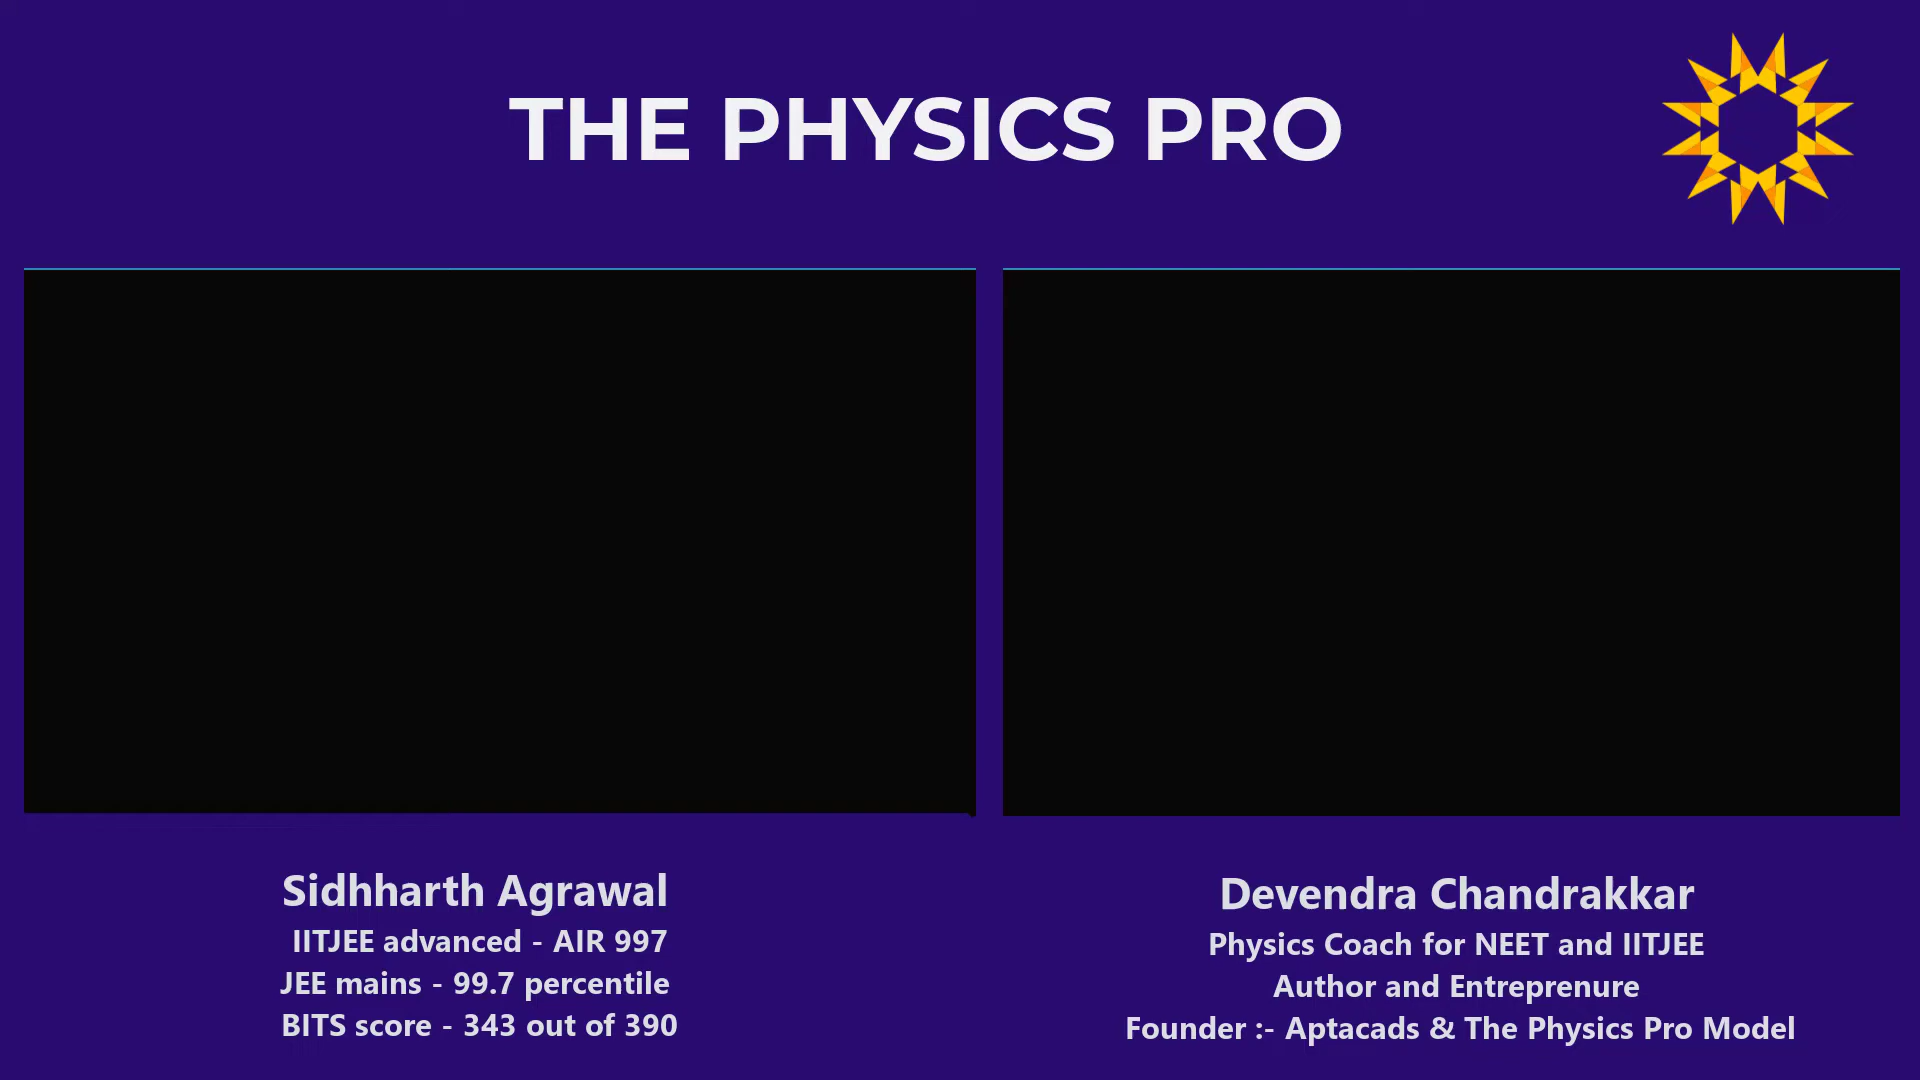 THE PHYSICS PRO
Sidhharth Agrawal
IITJEE advanced - AIR 997
JEE mains - 99.7 percentile
BITS score - 343 out of 390
Devendra Chandrakkar
Physics Coach for NEET and IITJEE
Author and Entreprenure
Founder :- Aptacads & The Physics Pro Model